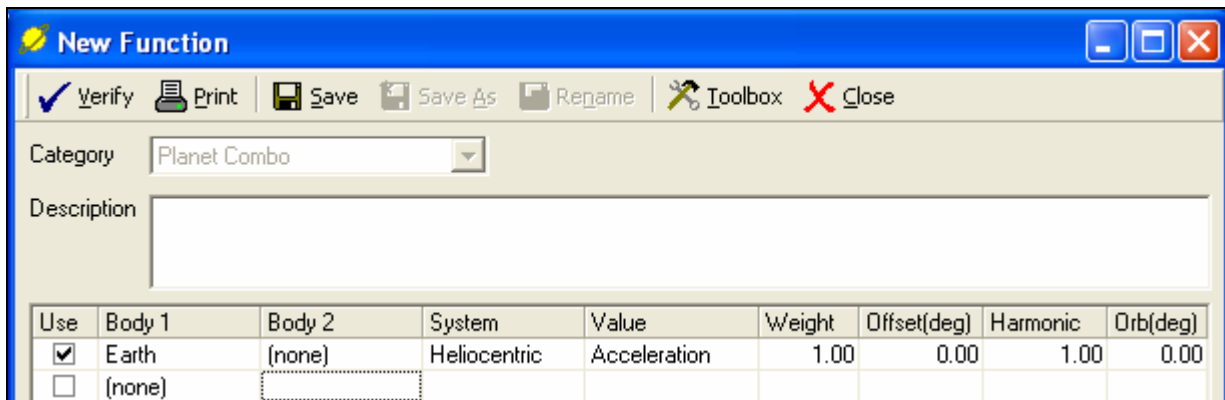 New Function
Verify Print Save Save As Rename Toolbox Close
Category Planet Combo
Description
Use Body 1 Body 2 System Value Weight Offset(deg) Harmonic Orb(deg)
Earth (none) Heliocentric Acceleration 1.00 0.00 1.00 0.00
(none)